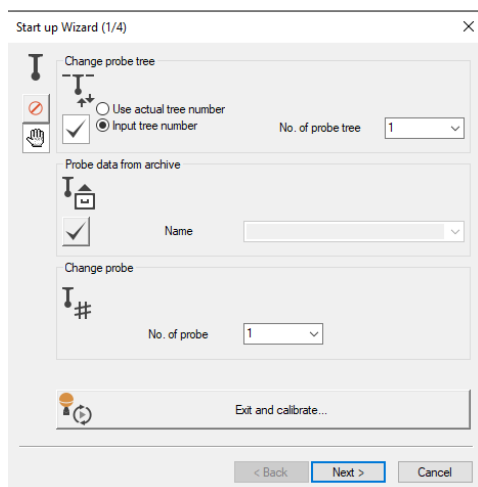 Start up Wizard (1/4)
Change probe tree
Use actual tree number
Input tree number
No. of probe tree
1
Probe data from archive
Name
Change probe
No. of probe
1
Exit and calibrate...
< Back
Next >
Cancel